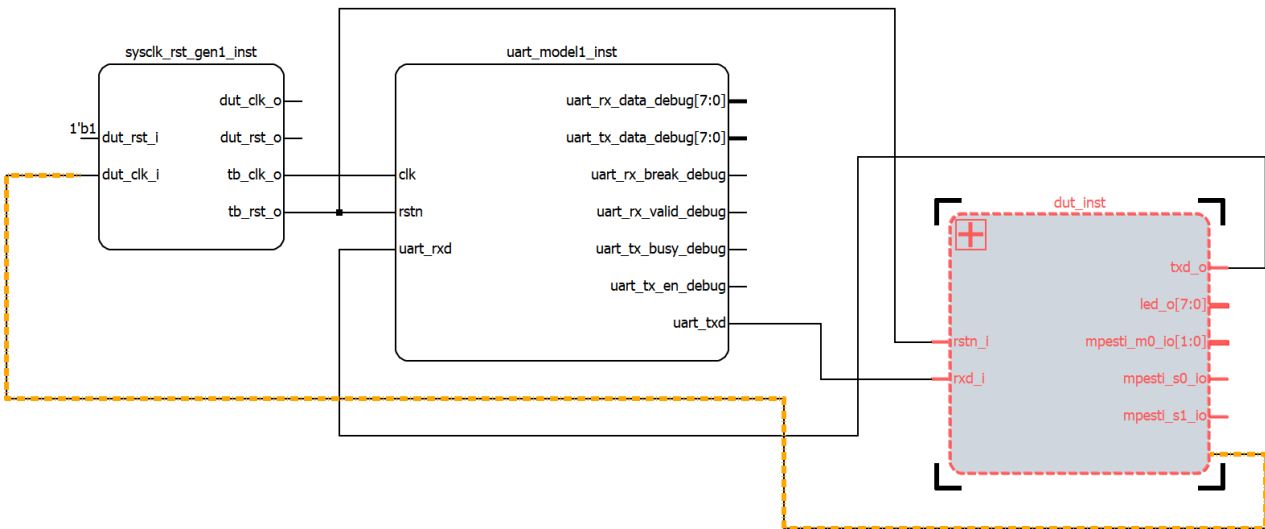 sysclk_rst_gen1_inst
dut_clk_o
1'b1
dut_rst_i
dut_rst_o
dut_clk_i
tb_clk_o
tb_rst_o
uart_model1_inst
uart_rx_data_debug[7:0]
uart_tx_data_debug[7:0]
clk
uart_rx_break_debug
rstn
uart_rx_valid_debug
uart_rxd
uart_tx_busy_debug
uart_tx_en_debug
uart_txd
dut_inst
txd_o
led_o[7:0]
rstn_i
mpesti_m0_io[1:0]
rxd_i
mpesti_s0_io
mpesti_s1_io